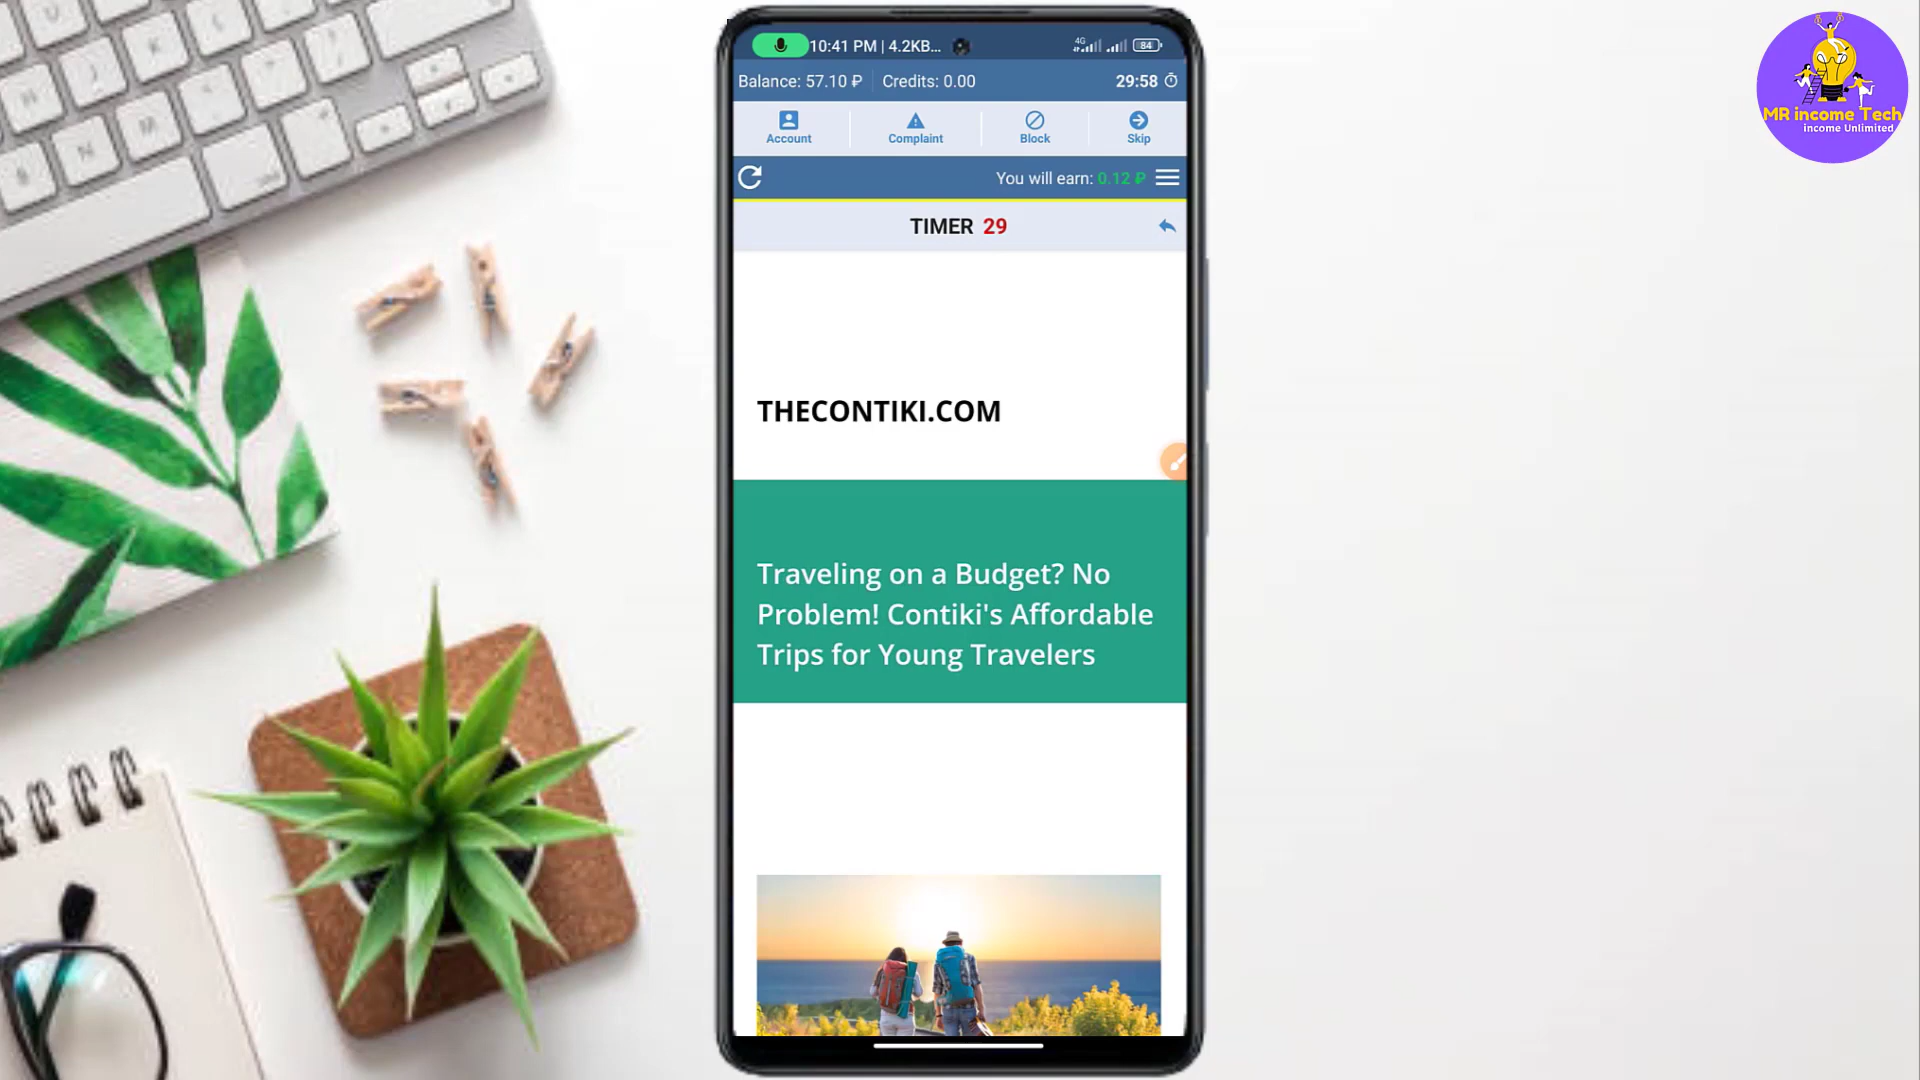 10:41 PM | 4.2KB...
4G
84
Balance: 57.10 ₽
Credits: 0.00
29:58
Account
Complaint
Block
Skip
You will earn: 0.12 ₽
TIMER 29
THECONTIKI.COM
Traveling on a Budget? No
Problem! Contiki's Affordable
Trips for Young Travelers
MR income Tech
income Unlimited